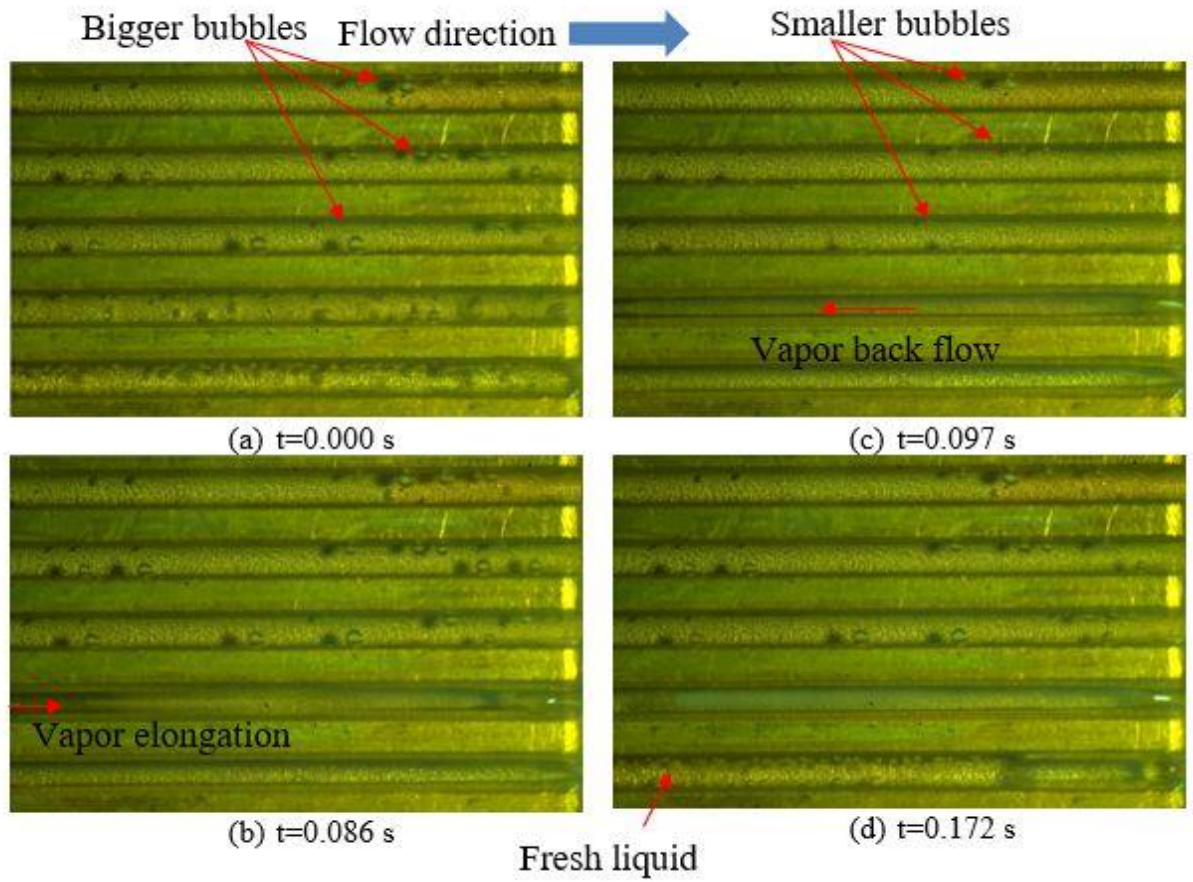 Bigger bubbles
Flow direction
Smaller bubbles
Vapor back flow
(a) t=0.000 s
(c) t=0.097 s
Vapor elongation
(b) t=0.086 s
(d) t=0.172 s
Fresh liquid